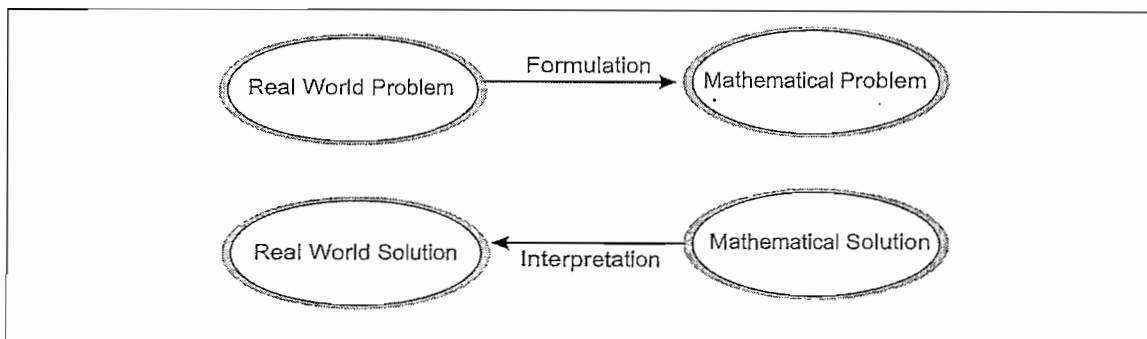 Real World Problem
Formulation
Mathematical Problem
Real World Solution
Interpretation
Mathematical Solution